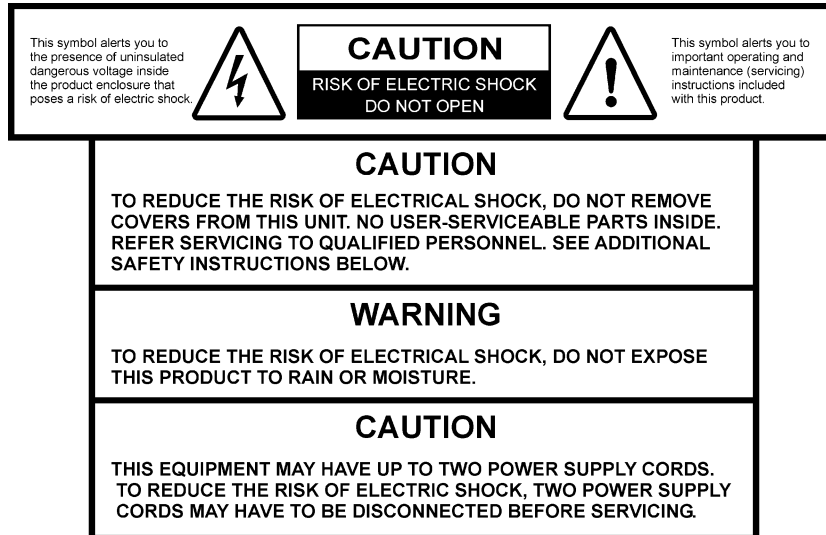 This symbol alerts you to
the presence of uninsulated
dangerous voltage inside
the product enclosure that
poses a risk of electric shock.
CAUTION
RISK OF ELECTRIC SHOCK
DO NOT OPEN
This symbol alerts you to
important operating and
maintenance (servicing)
instructions included
with this product.
CAUTION
TO REDUCE THE RISK OF ELECTRICAL SHOCK, DO NOT REMOVE
COVERS FROM THIS UNIT. NO USER-SERVICEABLE PARTS INSIDE.
REFER SERVICING TO QUALIFIED PERSONNEL. SEE ADDITIONAL
SAFETY INSTRUCTIONS BELOW.
WARNING
TO REDUCE THE RISK OF ELECTRICAL SHOCK, DO NOT EXPOSE
THIS PRODUCT TO RAIN OR MOISTURE.
CAUTION
THIS EQUIPMENT MAY HAVE UP TO TWO POWER SUPPLY CORDS.
TO REDUCE THE RISK OF ELECTRIC SHOCK, TWO POWER SUPPLY
CORDS MAY HAVE TO BE DISCONNECTED BEFORE SERVICING.